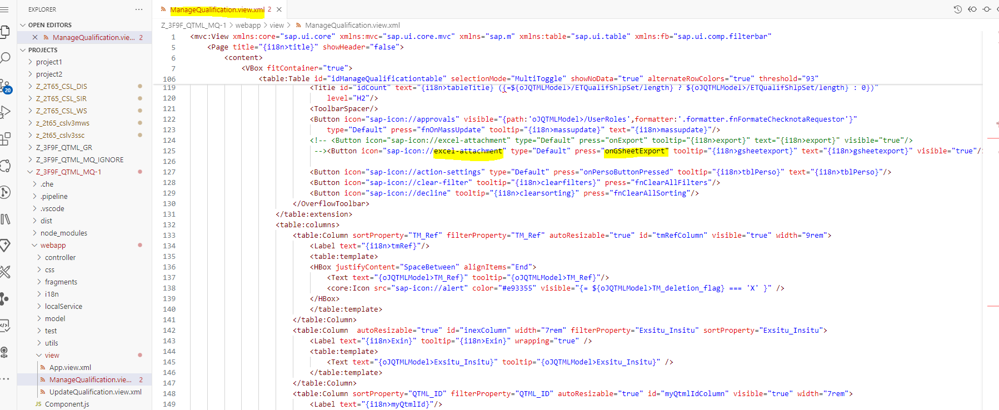 EXPLORER
OPEN EDITORS
ManageQualification.vie... 2
PROJECTS
project1
project2
Z_2T65_CSL_DIS
Z_2T65_CSL_SIR
Z_2T65_CSL_WS
z_2t65_cslv3mws
z_2t65_cslv3ssc
Z_3F9F_QTML_GR
Z_3F9F_QTML_MQ_IGNORE
Z_3F9F_QTML_MQ-1
.che
.pipeline
.vscode
dist
node_modules
webapp
controller
css
fragments
i18n
localService
model
test
utils
view
App.view.xml
ManageQualification.vie... 2
UpdateQualification.view.xml
JS Component.js
20
ManageQualification.view.xml 2
Z_3F9F_QTML_MQ-1 > webapp > view > ManageQualification.view.xml
1 <mvc:View xmlns:core="sap.ui.core" xmlns:mvc="sap.ui.core.mvc" xmlns="sap.m" xmlns:table="sap.ui.table" xmlns:fb="sap.ui.comp.filterbar"
5 <Page title="{i18n>title}" showHeader="false">
6 <content>
7 <VBox fitContainer="true">
106 <table:Table id="idManageQualificationtable" selectionMode="MultiToggle" showNoData="true" alternateRowColors="true" threshold="93"
119 <Title id="idCount" text="{i18n>tableTitle} ({=${oJQTMLModel>/ETQualifShlpSet/length} ? ${oJQTMLModel>/ETQualifShlpSet/length} : 0})"
120 level="H2"/>
121 <ToolbarSpacer/>
122 <Button icon="sap-icon://approvals" visible="{path:'oJQTMLModel>/UserRoles',formatter:'.formatter.fnFormateChecknotaRequestor'}"
123 type="Default" press="fnOnMassUpdate" tooltip="{i18n>massupdate}" text="{i18n>massupdate}"/>
124 <!-- <Button icon="sap-icon://excel-attachment" type="Default" press="onExport" tooltip="{i18n>export}" text="{i18n>export}" visible="true"/>
125 --><Button icon="sap-icon://excel-attachment" type="Default" press="onGSheetExport" tooltip="{i18n>gsheetexport}" text="{i18n>gsheetexport}" visible="true"/
126
127 <Button icon="sap-icon://action-settings" type="Default" press="onPersoButtonPressed" tooltip="{i18n>tblPerso}" text="{i18n>tblPerso}"/>
128 <Button icon="sap-icon://clear-filter" tooltip="{i18n>clearfilters}" press="fnClearAllFilters"/>
129 <Button icon="sap-icon://decline" tooltip="{i18n>clearsorting}" press="fnClearAllSorting"/>
130 </OverflowToolbar>
131 </table:extension>
132 <table:columns>
133 <table:Column sortProperty="TM_Ref" filterProperty="TM_Ref" autoResizable="true" id="tmRefColumn" visible="true" width="9rem">
134 <Label text="{i18n>tmRef}"/>
135 <table:template>
136 <HBox justifyContent="SpaceBetween" alignItems="End">
137 <Text text="{oJQTMLModel>TM_Ref}" tooltip="{oJQTMLModel>TM_Ref}"/>
138 <core:Icon src="sap-icon://alert" color="#e93355" visible="{= ${oJQTMLModel>TM_deletion_flag} === 'X' }" />
139 </HBox>
140 </table:template>
141 </table:Column>
142 <table:Column autoResizable="true" id="inexColumn" width="7rem" filterProperty="Exsitu_Insitu" sortProperty="Exsitu_Insitu">
143 <Label text="{i18n>Exin}" tooltip="{i18n>Exin}" wrapping="true" />
144 <table:template>
145 <Text text="{oJQTMLModel>Exsitu_Insitu}" tooltip="{oJQTMLModel>Exsitu_Insitu}" />
146 </table:template>
147 </table:Column>
148 <table:Column sortProperty="QTML_ID" filterProperty="QTML_ID" autoResizable="true" id="myQtmlIdColumn" visible="true" width="7rem">
149 <Label text="{i18n>myQtmlId}"/>